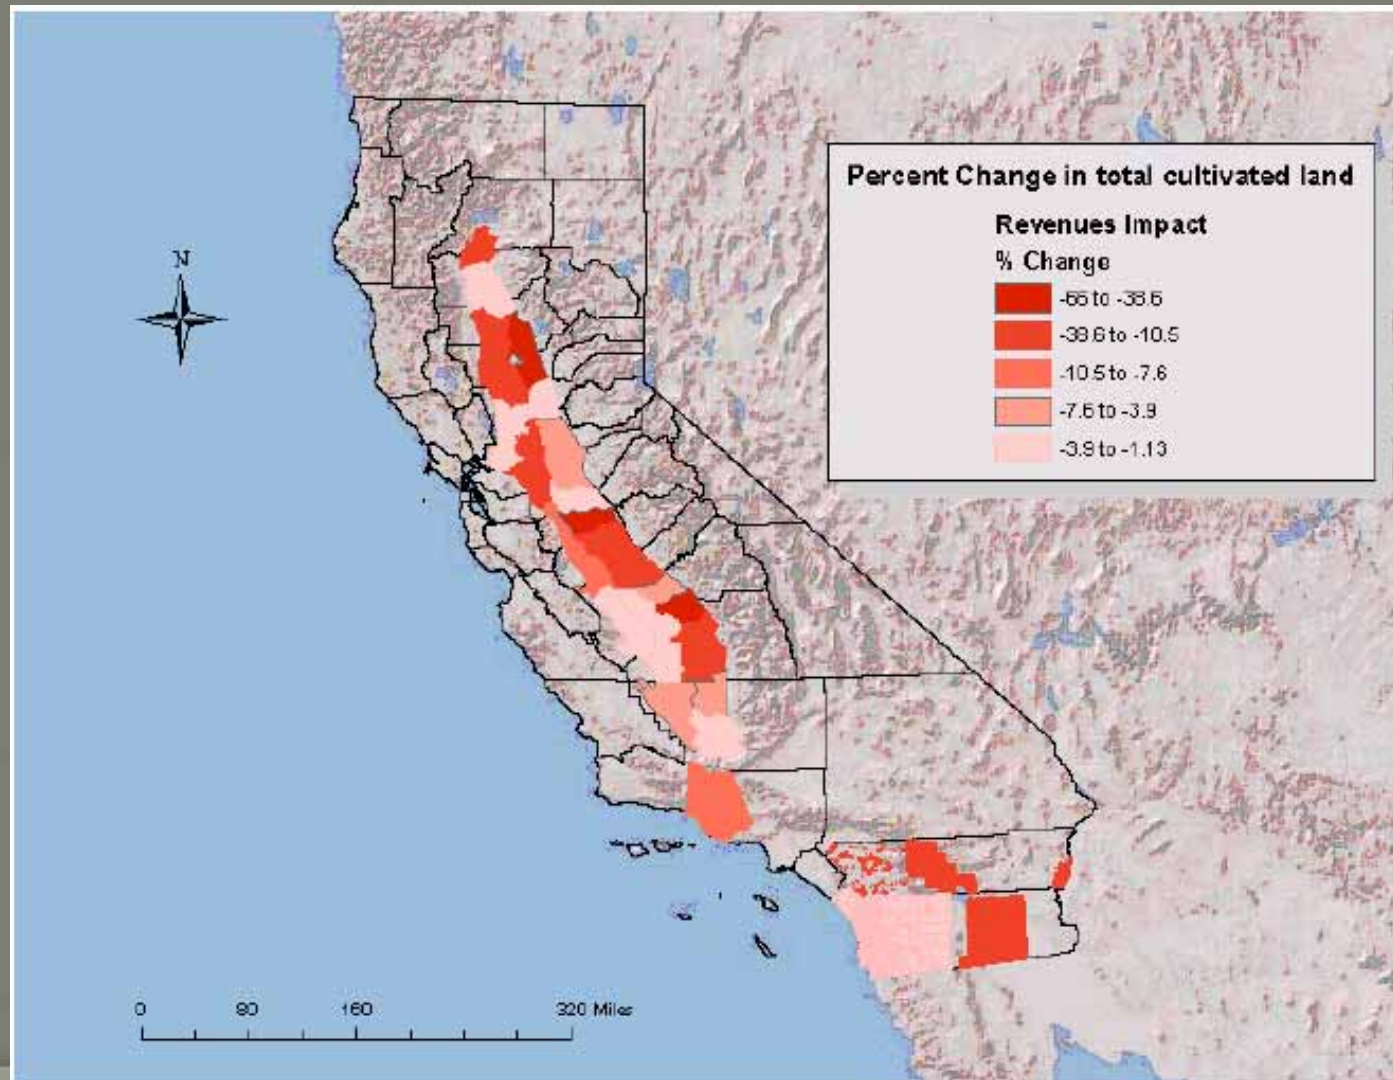 Percent Change in total cultivated land
Revenues Impact
% Change
-66 to -38.6
-38.6 to -10.5
-10.5 to -7.6
-7.6 to -3.9
-3.9 to -1.13
N
0 80 160 320 Miles